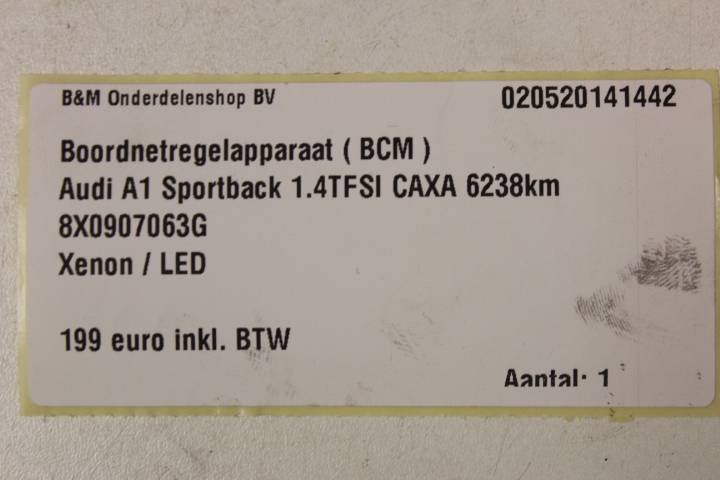 B&M Onderdelenshop BV
020520141442
Boordnetregelapparaat ( BCM )
Audi A1 Sportback 1.4TFSI CAXA 6238km
8X0907063G
Xenon / LED
199 euro inkl. BTW
Aantal: 1